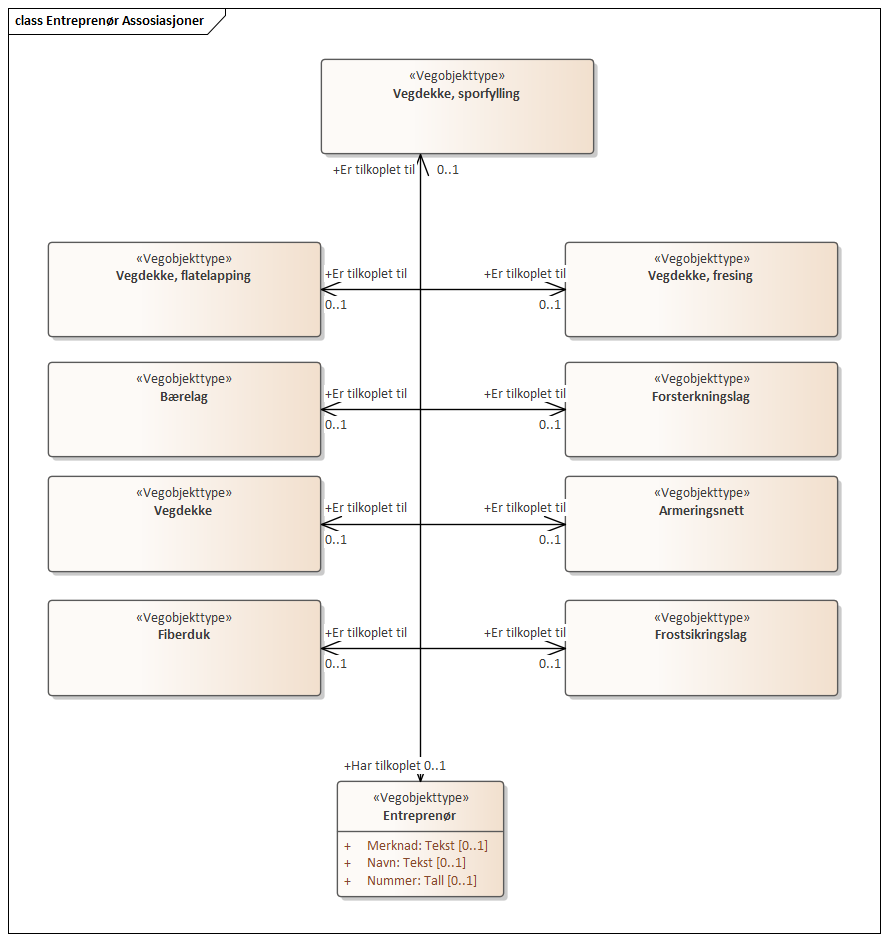 class Entreprenør Assosiasjoner
«Vegobjekttype»
Vegdekke, sporfylling
+Er tilkoplet til
0..1
«Vegobjekttype»
Vegdekke, flatelapping
+Er tilkoplet til
0..1
+Er tilkoplet til
0..1
«Vegobjekttype»
Vegdekke, fresing
«Vegobjekttype»
Bærelag
+Er tilkoplet til
0..1
+Er tilkoplet til
0..1
«Vegobjekttype»
Forsterkningslag
«Vegobjekttype»
Vegdekke
+Er tilkoplet til
0..1
+Er tilkoplet til
0..1
«Vegobjekttype»
Armeringsnett
«Vegobjekttype»
Fiberduk
+Er tilkoplet til
0..1
+Er tilkoplet til
0..1
«Vegobjekttype»
Frostsikringslag
+Har tilkoplet 0..1
«Vegobjekttype»
Entreprenør
+ Merknad: Tekst [0..1]
+ Navn: Tekst [0..1]
+ Nummer: Tall [0..1]